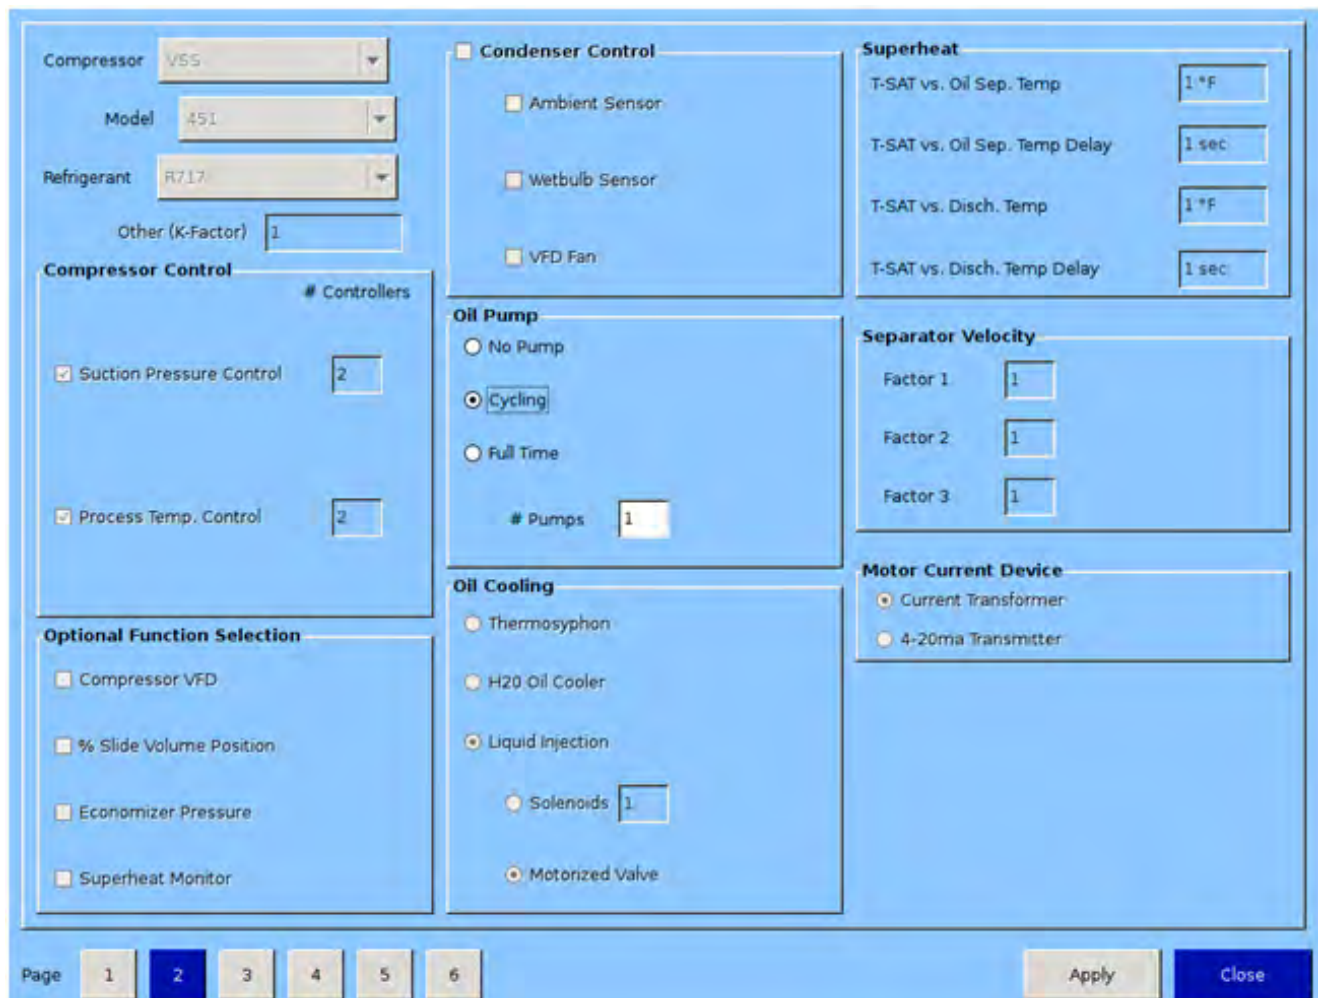 Compressor VSS
Model 451
Refrigerant R717
Other (K-Factor) 1
Compressor Control
# Controllers
Suction Pressure Control 2
Process Temp. Control 2
Optional Function Selection
Compressor VFD
% Slide Volume Position
Economizer Pressure
Superheat Monitor
Condenser Control
Ambient Sensor
Wetbulb Sensor
VFD Fan
Oil Pump
No Pump
Cycling
Full Time
# Pumps 1
Oil Cooling
Thermosyphon
H20 Oil Cooler
Liquid Injection
Solenoids 1
Motorized Valve
Superheat
T-SAT vs. Oil Sep. Temp 1 °F
T-SAT vs. Oil Sep. Temp Delay 1 sec
T-SAT vs. Disch. Temp 1 °F
T-SAT vs. Disch. Temp Delay 1 sec
Separator Velocity
Factor 1 1
Factor 2 1
Factor 3 1
Motor Current Device
Current Transformer
4-20ma Transmitter
Page 1 2 3 4 5 6 Apply Close